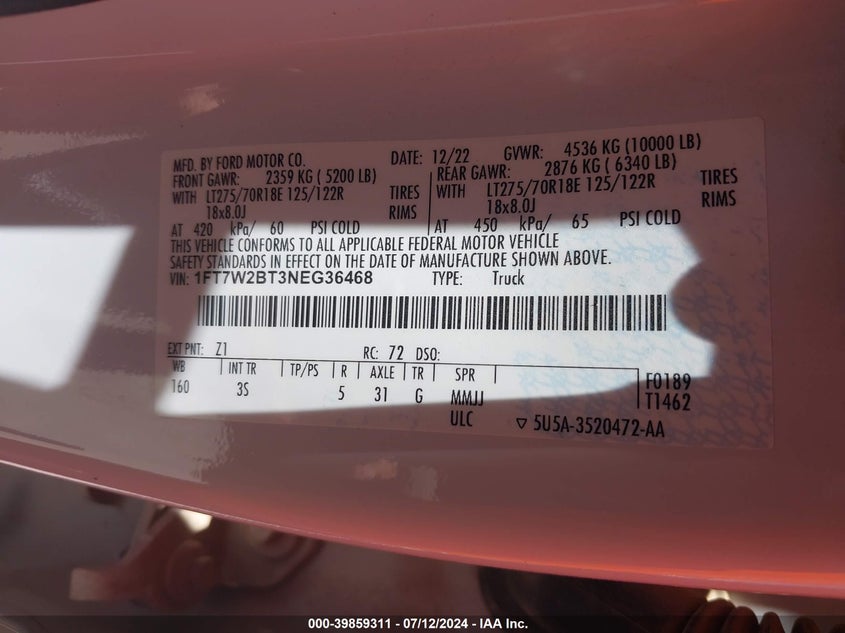 MFD. BY FORD MOTOR CO. DATE: 12/22 GVWR: 4536 KG (10000 LB)
FRONT GAWR: 2359 KG ( 5200 LB) REAR GAWR: 2876 KG ( 6340 LB)
WITH LT275/70R18E 125/122R TIRES WITH LT275/70R18E 125/122R TIRES
18x8.0J RIMS 18x8.0J RIMS
AT 420 kPa/ 60 PSI COLD AT 450 kPa/ 65 PSI COLD
THIS VEHICLE CONFORMS TO ALL APPLICABLE FEDERAL MOTOR VEHICLE
SAFETY STANDARDS IN EFFECT ON THE DATE OF MANUFACTURE SHOWN ABOVE.
VIN: 1FT7W2BT3NEG36468 TYPE: Truck
EXT PNT: Z1 RC: 72 DSO:
WB INT TR TP/PS R AXLE TR SPR F0189
160 3S 5 31 G MMJJ T1462
ULC ▽ 5U5A-3520472-AA
000-39859311 - 07/12/2024 - IAA Inc.